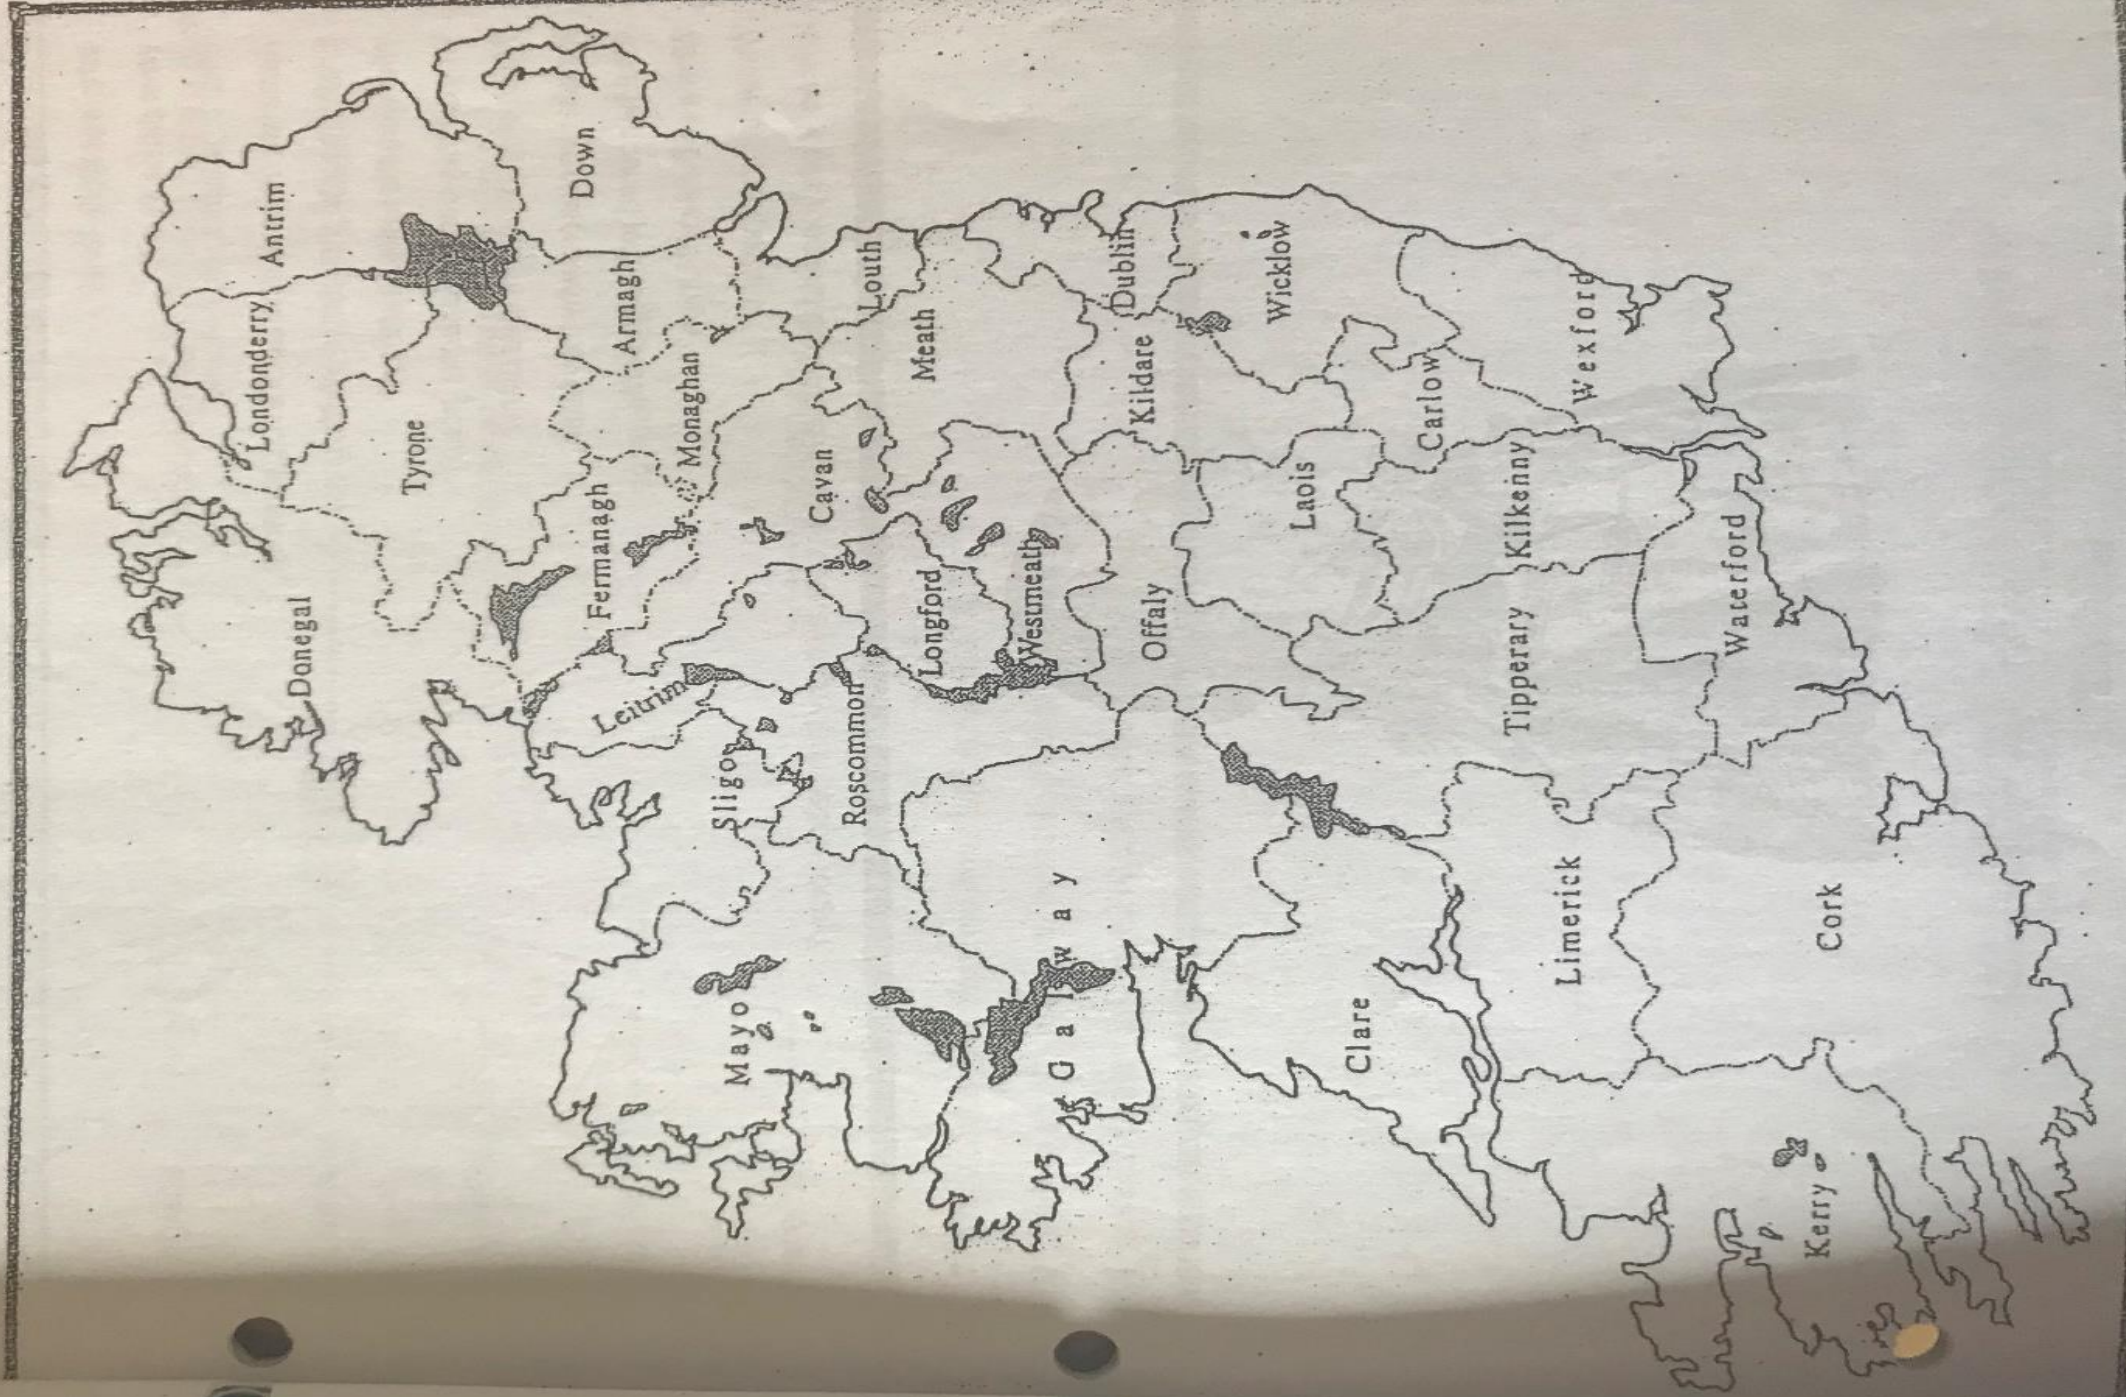 Antrim
Londonderry
Donegal
Tyrone
Down
Armagh
Fermanagh
Monaghan
Leitrim
Sligo
Mayo
Cavan
Louth
Roscommon
Longford
Meath
Westmeath
Galway
Dublin
Kildare
Offaly
Wicklow
Laois
Clare
Carlow
Kilkenny
Tipperary
Wexford
Limerick
Waterford
Cork
Kerry